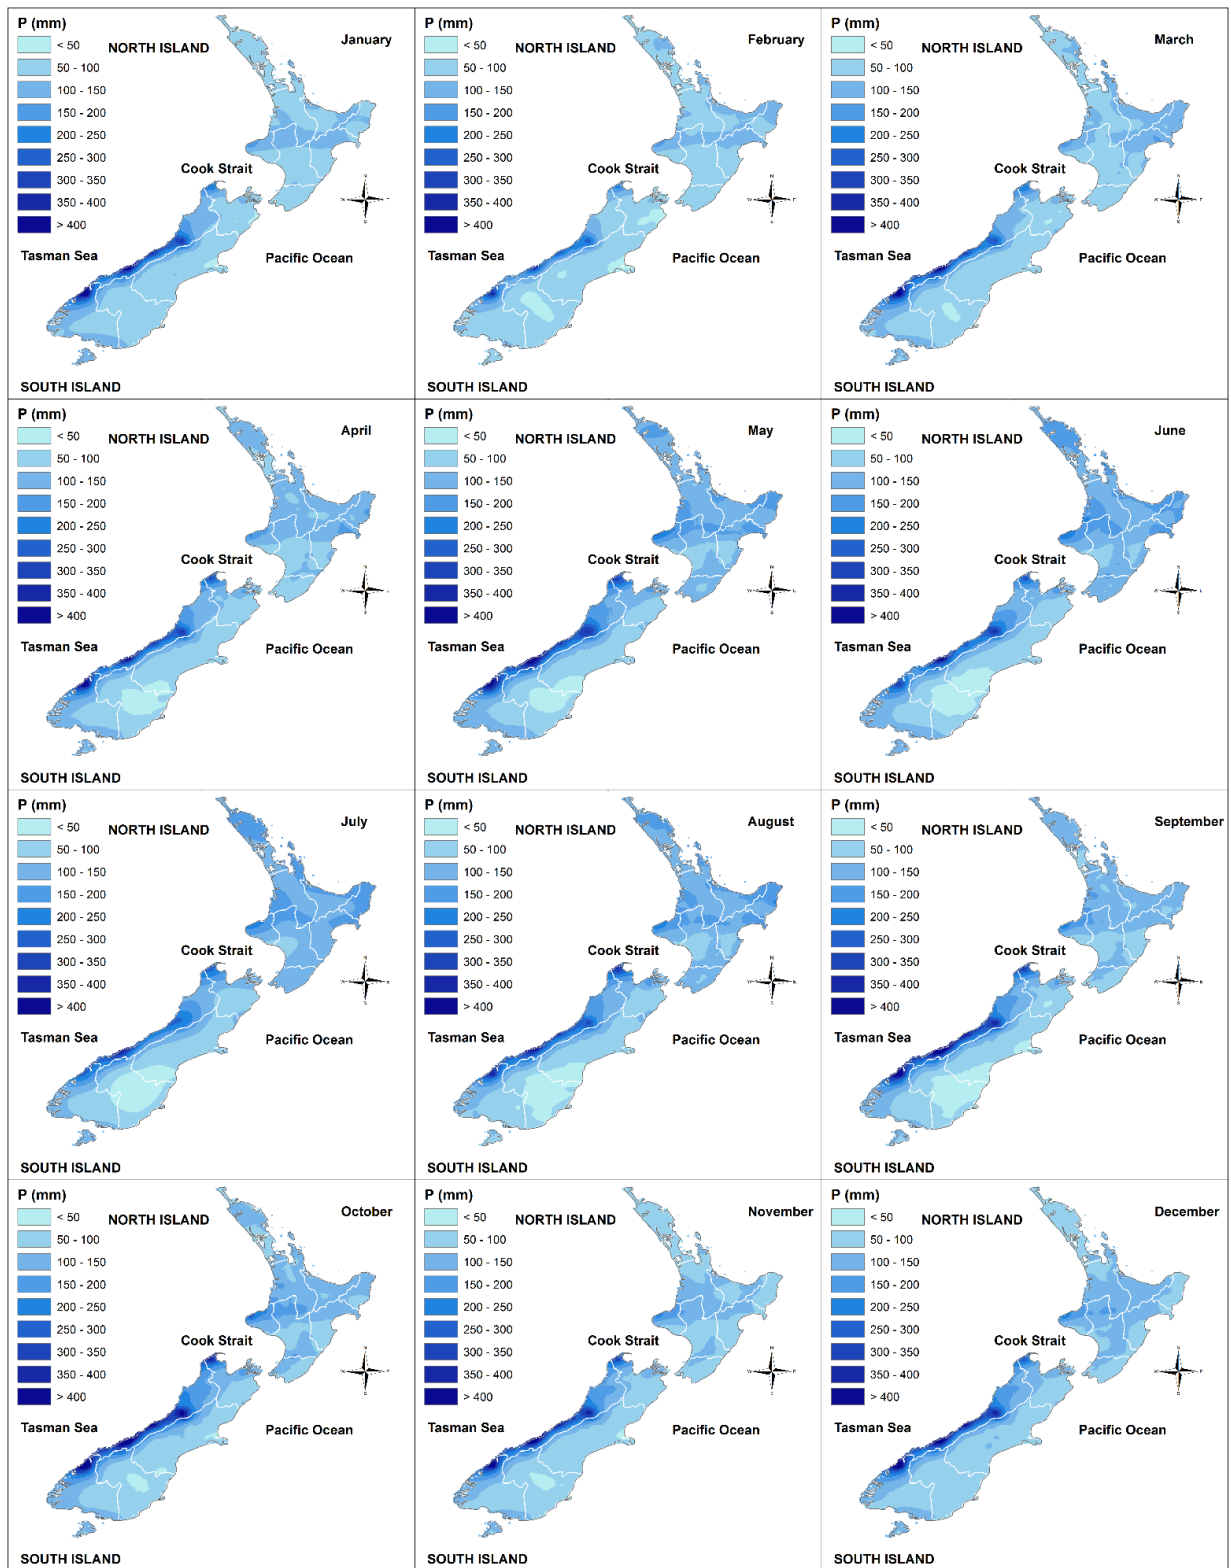 P (mm)
NORTH ISLAND
January
< 50
50 - 100
100 - 150
150 - 200
200 - 250
250 - 300
300 - 350
350 - 400
> 400
Cook Strait
N
W
S
Tasman Sea
Pacific Ocean
SOUTH ISLAND
P (mm)
NORTH ISLAND
February
< 50
50 - 100
100 - 150
150 - 200
200 - 250
250 - 300
300 - 350
350 - 400
> 400
Cook Strait
N
W
S
Tasman Sea
Pacific Ocean
SOUTH ISLAND
P (mm)
NORTH ISLAND
March
< 50
50 - 100
100 - 150
150 - 200
200 - 250
250 - 300
300 - 350
350 - 400
> 400
Cook Strait
N
W
S
Tasman Sea
Pacific Ocean
SOUTH ISLAND
P (mm)
NORTH ISLAND
April
< 50
50 - 100
100 - 150
150 - 200
200 - 250
250 - 300
300 - 350
350 - 400
> 400
Cook Strait
N
W
S
Tasman Sea
Pacific Ocean
SOUTH ISLAND
P (mm)
NORTH ISLAND
May
< 50
50 - 100
100 - 150
150 - 200
200 - 250
250 - 300
300 - 350
350 - 400
> 400
Cook Strait
N
W
S
Tasman Sea
Pacific Ocean
SOUTH ISLAND
P (mm)
NORTH ISLAND
June
< 50
50 - 100
100 - 150
150 - 200
200 - 250
250 - 300
300 - 350
350 - 400
> 400
Cook Strait
N
W
S
Tasman Sea
Pacific Ocean
SOUTH ISLAND
P (mm)
NORTH ISLAND
July
< 50
50 - 100
100 - 150
150 - 200
200 - 250
250 - 300
300 - 350
350 - 400
> 400
Cook Strait
N
W
S
Tasman Sea
Pacific Ocean
SOUTH ISLAND
P (mm)
NORTH ISLAND
August
< 50
50 - 100
100 - 150
150 - 200
200 - 250
250 - 300
300 - 350
350 - 400
> 400
Cook Strait
N
W
S
Tasman Sea
Pacific Ocean
SOUTH ISLAND
P (mm)
NORTH ISLAND
September
< 50
50 - 100
100 - 150
150 - 200
200 - 250
250 - 300
300 - 350
350 - 400
> 400
Cook Strait
N
W
S
Tasman Sea
Pacific Ocean
SOUTH ISLAND
P (mm)
NORTH ISLAND
October
< 50
50 - 100
100 - 150
150 - 200
200 - 250
250 - 300
300 - 350
350 - 400
> 400
Cook Strait
N
W
S
Tasman Sea
Pacific Ocean
SOUTH ISLAND
P (mm)
NORTH ISLAND
November
< 50
50 - 100
100 - 150
150 - 200
200 - 250
250 - 300
300 - 350
350 - 400
> 400
Cook Strait
N
W
S
Tasman Sea
Pacific Ocean
SOUTH ISLAND
P (mm)
NORTH ISLAND
December
< 50
50 - 100
100 - 150
150 - 200
200 - 250
250 - 300
300 - 350
350 - 400
> 400
Cook Strait
N
W
S
Tasman Sea
Pacific Ocean
SOUTH ISLAND